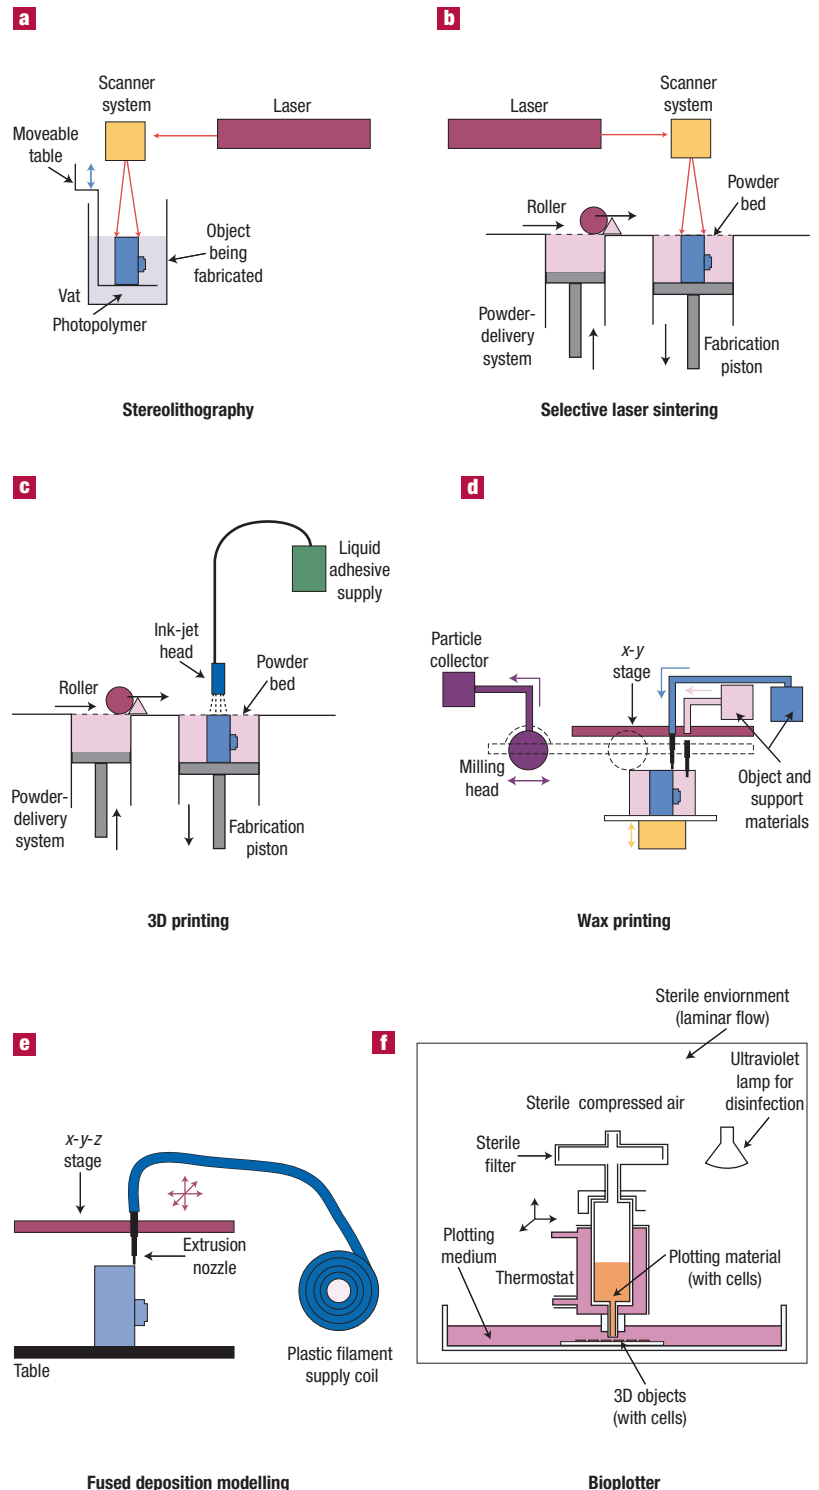 a
Scanner
system
Laser
Moveable
table
Object
being
fabricated
Vat
Photopolymer
Stereolithography
b
Scanner
system
Laser
Powder
bed
Roller
Powder-
delivery
system
Fabrication
piston
Selective laser sintering
c
Liquid
adhesive
supply
Ink-jet
head
Powder
bed
Roller
Powder-
delivery
system
Fabrication
piston
3D printing
d
Particle
collector
x-y
stage
Milling
head
Object and
support
materials
Wax printing
e
x-y-z
stage
Extrusion
nozzle
Plastic filament
supply coil
Table
Fused deposition modelling
f
Sterile enviornment
(laminar flow)
Ultraviolet
lamp for
disinfection
Sterile compressed air
Sterile
filter
Plotting
medium
Thermostat
Plotting material
(with cells)
3D objects
(with cells)
Bioplotter